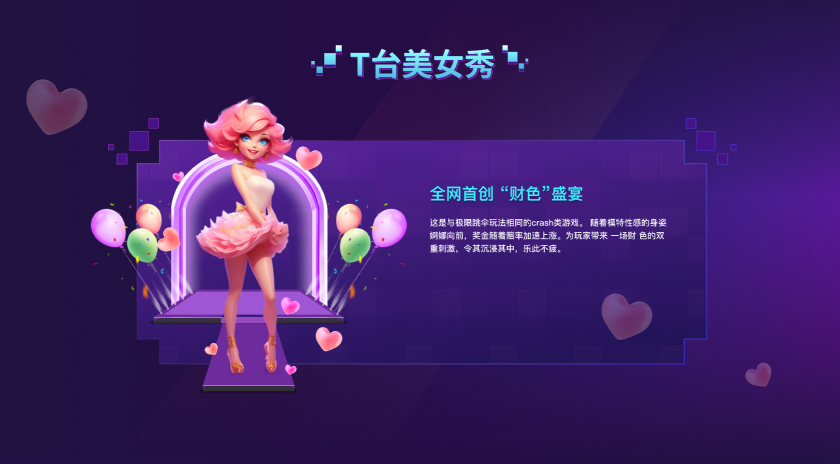 T台美女秀
全网首创 “财色”盛宴
这是与极限跳伞玩法相同的crash类游戏。 随着模特性感的身姿
婀娜向前，奖金随着赔率加速上涨，为玩家带来 一场财 色的双
重刺激，令其沉浸其中，乐此不疲。